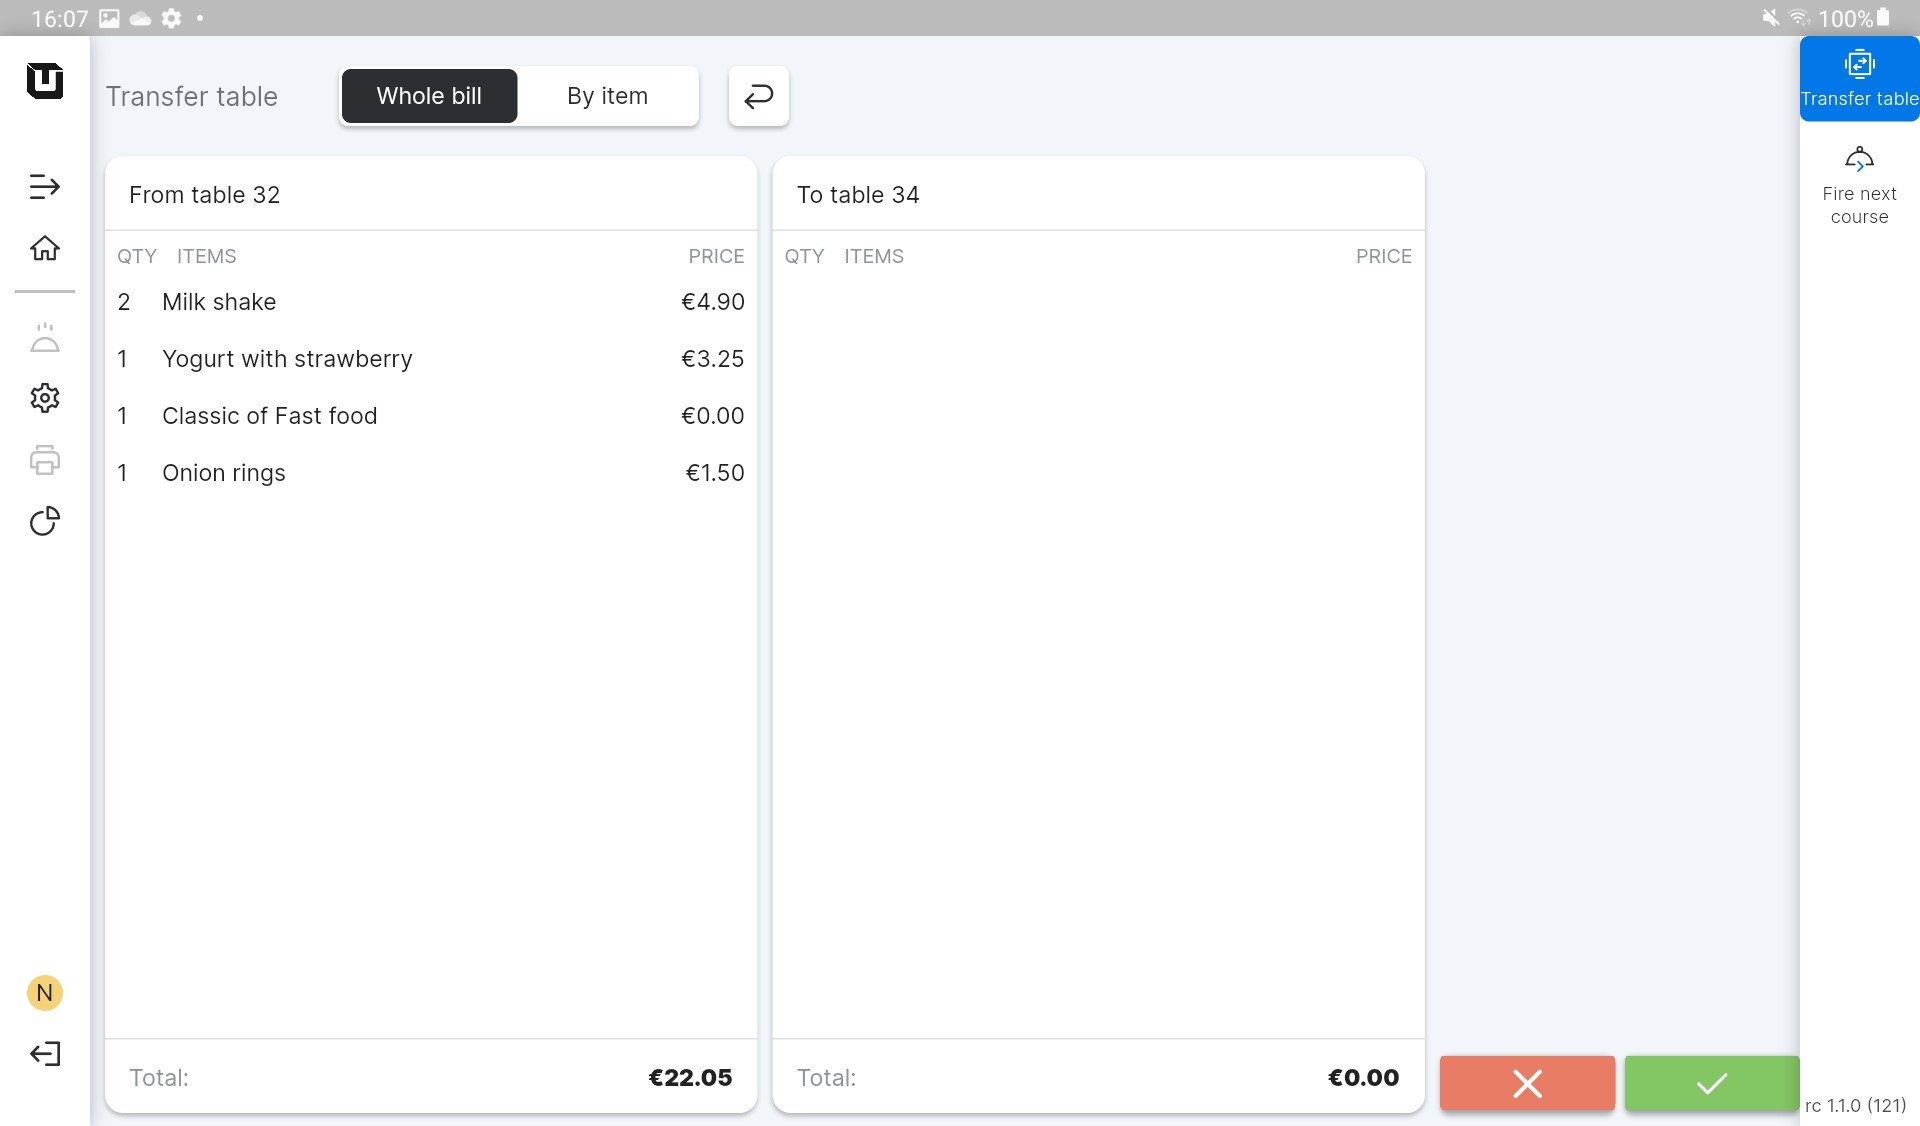 16:07
100%
Transfer table
Whole bill
By item
Transfer table
Fire next
course
From table 32
QTY ITEMS PRICE
2 Milk shake €4.90
1 Yogurt with strawberry €3.25
1 Classic of Fast food €0.00
1 Onion rings €1.50
Total: €22.05
To table 34
QTY ITEMS PRICE
Total: €0.00
N
rc 1.1.0 (121)